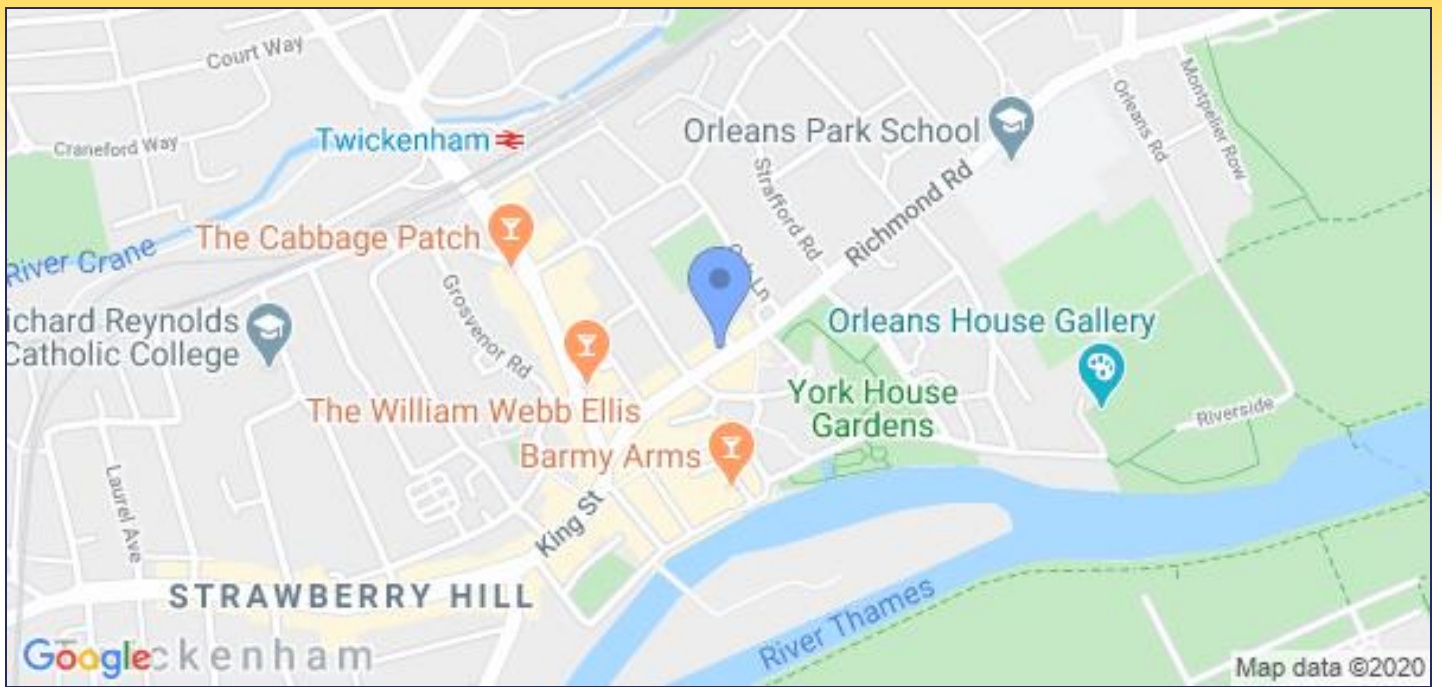 Court Way
Craneford Way
Twickenham
Orleans Park School
Orleans Rd
Montpelier Row
Strafford Rd
Richmond Rd
The Cabbage Patch
River Crane
Grosvenor Rd
Ln
ichard Reynolds
Catholic College
Orleans House Gallery
The William Webb Ellis
York House
Gardens
Riverside
Barmy Arms
Laurel Ave
King St
STRAWBERRY HILL
River Thames
Google
ckenham
Map data ©2020